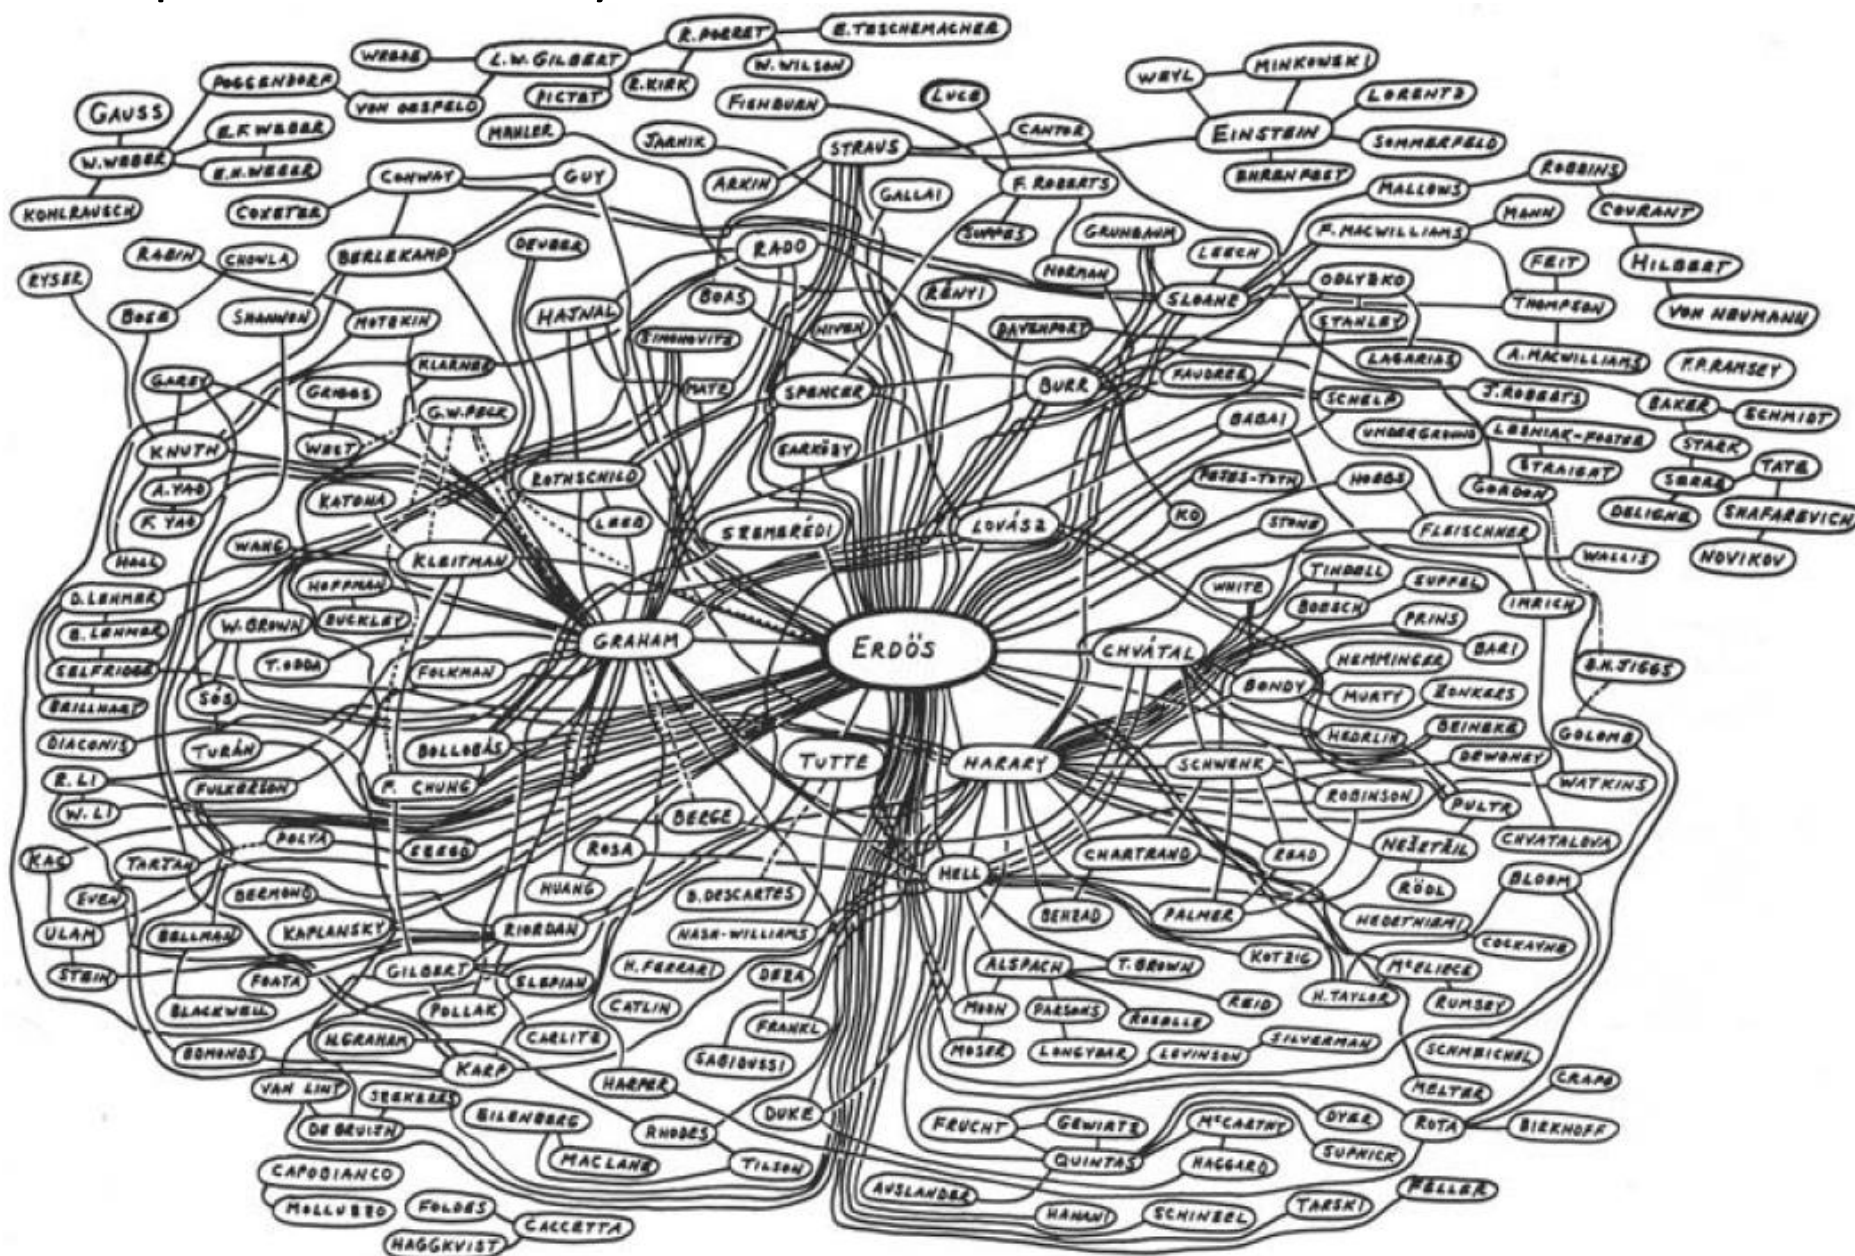 E. TESCHEMACHER
R. PORRET
WREDE
L.W. GILBERT
W. WILSON
MINKOWSKI
WEYL
POGGENDORF
R. KIRK
PICTET
LUCE
LORENTZ
VON OESFELD
FISHBURN
GAUSS
E.F. WEBER
MAHLER
JARNIK
CANTOR
EINSTEIN
SOMMERFELD
STRAUS
W. WEBER
E.H. WEBER
ROBBINS
CONWAY
GUY
ARKIN
F. ROBERTS
EHRENFEST
MALLOWS
GALLAI
KOHLRAUSCH
COXETER
COURANT
MANN
SUPPES
GRUNBAUM
F. MACWILLIAMS
RADO
DEUBER
RABIN
CHOWLA
BERLEKAMP
LEECH
FEIT
HILBERT
RYSER
NORMAN
ODLYZKO
BOAS
RÉNYI
SLOANE
THOMPSON
BOSE
SHANNON
MOTZKIN
HAJNAL
STANLEY
VON NEUMANN
SIMONOVITZ
NIVEN
DAVENPORT
LAGARIAS
A. MACWILLIAMS
F.P. RAMSEY
GAREY
KLARNER
MATE
SPENCER
BURR
FAUDREE
GRIGGS
SCHELP
J. ROBERTS
BAKER
SCHMIDT
G.W. PECK
BABAI
UNDERGROUND
LESNIAK-FOSTER
KNUTH
WEST
SARKÖZY
STARK
STRAIGHT
TATE
ROTHSCHILD
FEJES-TOTH
HOBBS
GORDON
SERRE
A. YAO
KATONA
F. YAO
LEEB
SZEMERÉDI
LOVÁSZ
KO
STONE
FLEISCHNER
DELIGNE
SHAFAREVICH
WANG
KLEITMAN
WALLIS
NOVIKOV
HALL
HOFFMAN
WHITE
TINDELL
SUFFEL
D. LEHMER
BOESCH
IMRICH
E. LEHMER
W. BROWN
BUCKLEY
PRINS
GRAHAM
ERDÖS
CHVÁTAL
BARI
SELFRIDGE
T. ODDA
FOLKMAN
HEMMINGER
B.H. JIGGS
BONDY
MURTY
ZONKERS
SÓS
BRILLHART
BEINEKE
HEDRLIN
GOLOMB
DIACONIS
TURÁN
BOLLOBÁS
TUTTE
HARARY
SCHWENK
DEWDNEY
R. LI
FULKERSON
F. CHUNG
WATKINS
ROBINSON
PULTR
W. LI
BERGE
POLYA
SZEGÖ
ROSA
CHARTRAND
READ
NEŠETŘIL
CHVATALOVA
KAC
TARJAN
HELL
BLOOM
RÖDL
EVEN
BERMOND
HUANG
B. DESCARTES
BEHZAD
PALMER
HEDETNIEMI
ULAM
BELLMAN
KAPLANSKY
RIORDAN
NASH-WILLIAMS
COCKAYNE
KOTZIG
STEIN
FOATA
GILBERT
SLEPIAN
H. FERRARI
DEZA
ALSPACH
T. BROWN
McELIECE
H. TAYLOR
BLACKWELL
POLLAK
CATLIN
MOON
PARSONS
REID
RUMSEY
FRANKL
ROSELLE
H. GRAHAM
CARLITZ
SILVERMAN
EDMONDS
SABIDUSSI
MOSER
LONGYEAR
LEVINSON
SCHMEICHEL
KARP
HARPER
VAN LINT
SZEKERES
MELTER
CRAPO
EILENBERG
DUKE
DE BRUIJN
RHODES
FRUCHT
GEWIRTZ
McCARTHY
DYER
ROTA
BIRKHOFF
MACLANE
TILSON
QUINTAS
HAGGARD
SUPNICK
CAPOBIANCO
AUSLANDER
FELLER
MOLLUZZO
FOLDES
CACCETTA
HANANI
SCHINZEL
TARSKI
HAGGKVIST